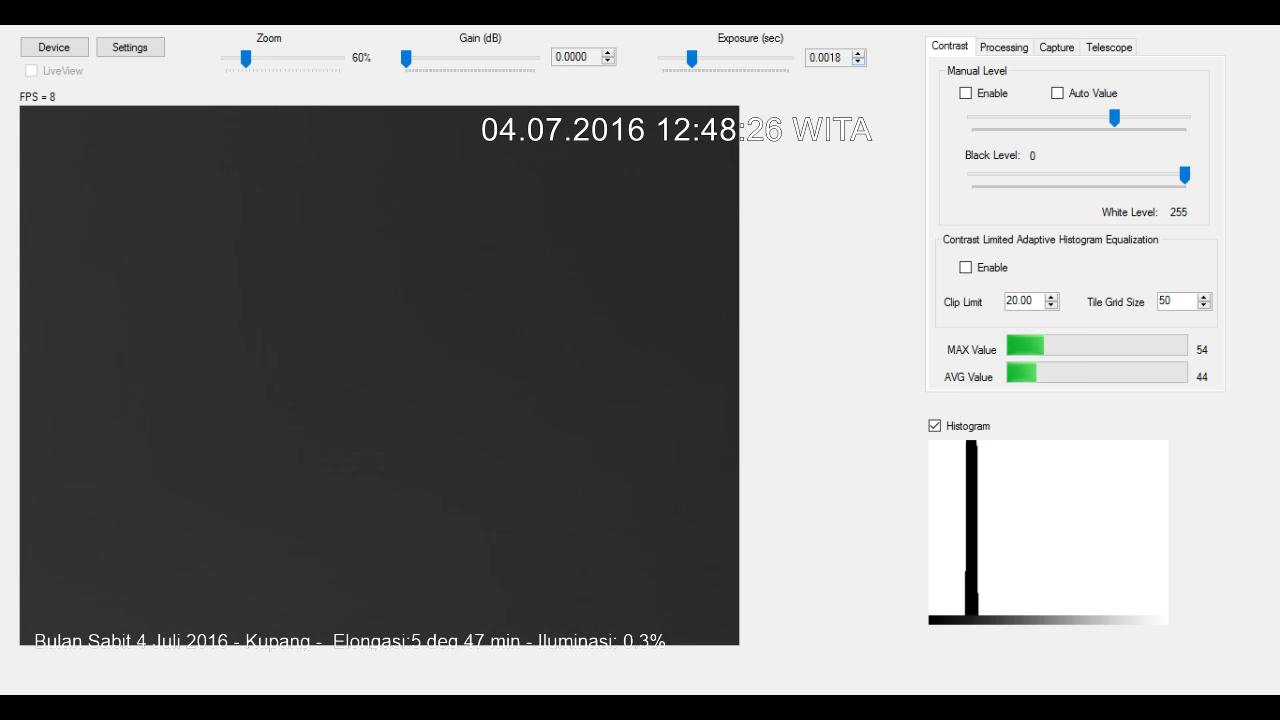 Device
Settings
LiveView
Zoom
60%
Gain (dB)
0.0000
Exposure (sec)
0.0018
FPS = 8
04.07.2016 12:48:26 WITA
Bulan Sabit 4 Juli 2016 - Kupang - Elongasi:5 deg 47 min - Iluminasi: 0.3%
Contrast
Processing
Capture
Telescope
Manual Level
Enable
Auto Value
Black Level: 0
White Level: 255
Contrast Limited Adaptive Histogram Equalization
Enable
Clip Limit 20.00
Tile Grid Size 50
MAX Value 54
AVG Value 44
Histogram